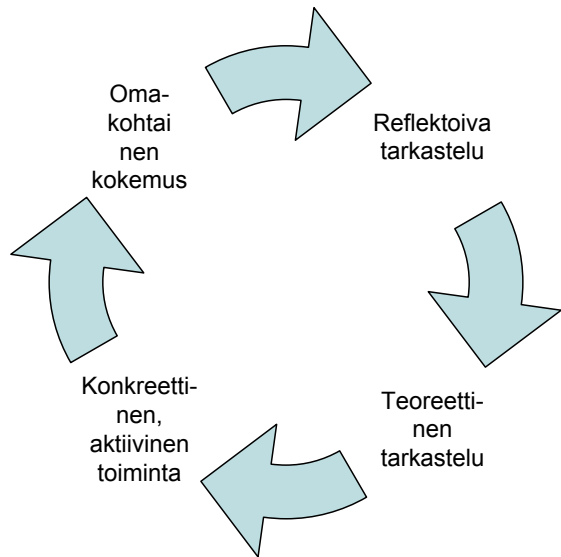 Oma-
kohtai
nen
kokemus
Reflektoiva
tarkastelu
Teoreetti-
nen
tarkastelu
Konkreetti-
nen,
aktiivinen
toiminta